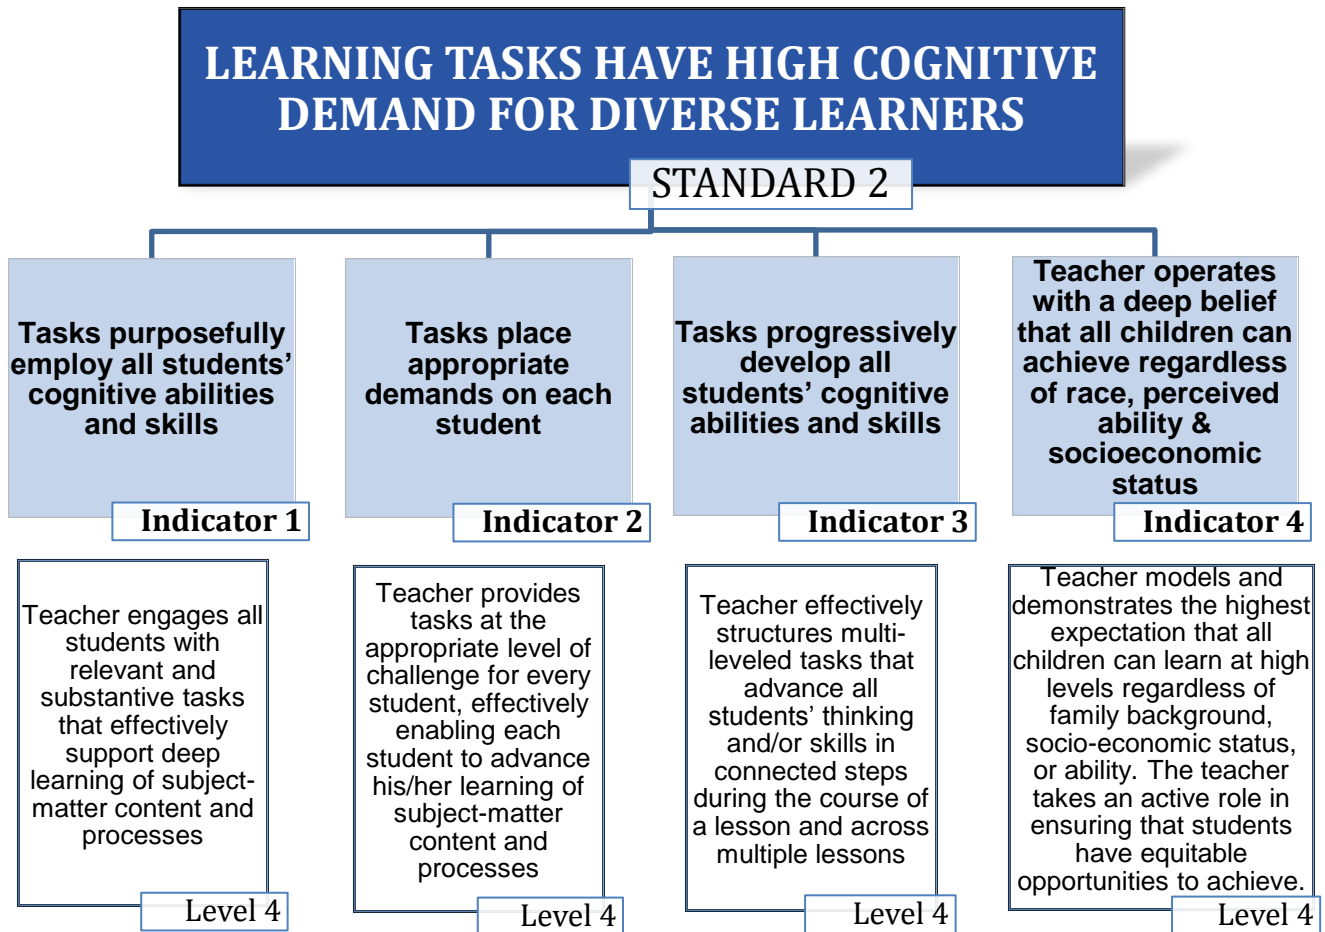 LEARNING TASKS HAVE HIGH COGNITIVE
DEMAND FOR DIVERSE LEARNERS
STANDARD 2
Tasks purposefully
employ all students’
cognitive abilities
and skills
Indicator 1
Tasks place
appropriate
demands on each
student
Indicator 2
Tasks progressively
develop all
students’ cognitive
abilities and skills
Indicator 3
Teacher operates
with a deep belief
that all children can
achieve regardless
of race, perceived
ability &
socioeconomic
status
Indicator 4
Teacher engages all
students with
relevant and
substantive tasks
that effectively
support deep
learning of subject-
matter content and
processes
Level 4
Teacher provides
tasks at the
appropriate level of
challenge for every
student, effectively
enabling each
student to advance
his/her learning of
subject-matter
content and
processes
Level 4
Teacher effectively
structures multi-
leveled tasks that
advance all
students’ thinking
and/or skills in
connected steps
during the course of
a lesson and across
multiple lessons
Level 4
Teacher models and
demonstrates the highest
expectation that all
children can learn at high
levels regardless of
family background,
socio-economic status,
or ability. The teacher
takes an active role in
ensuring that students
have equitable
opportunities to achieve.
Level 4